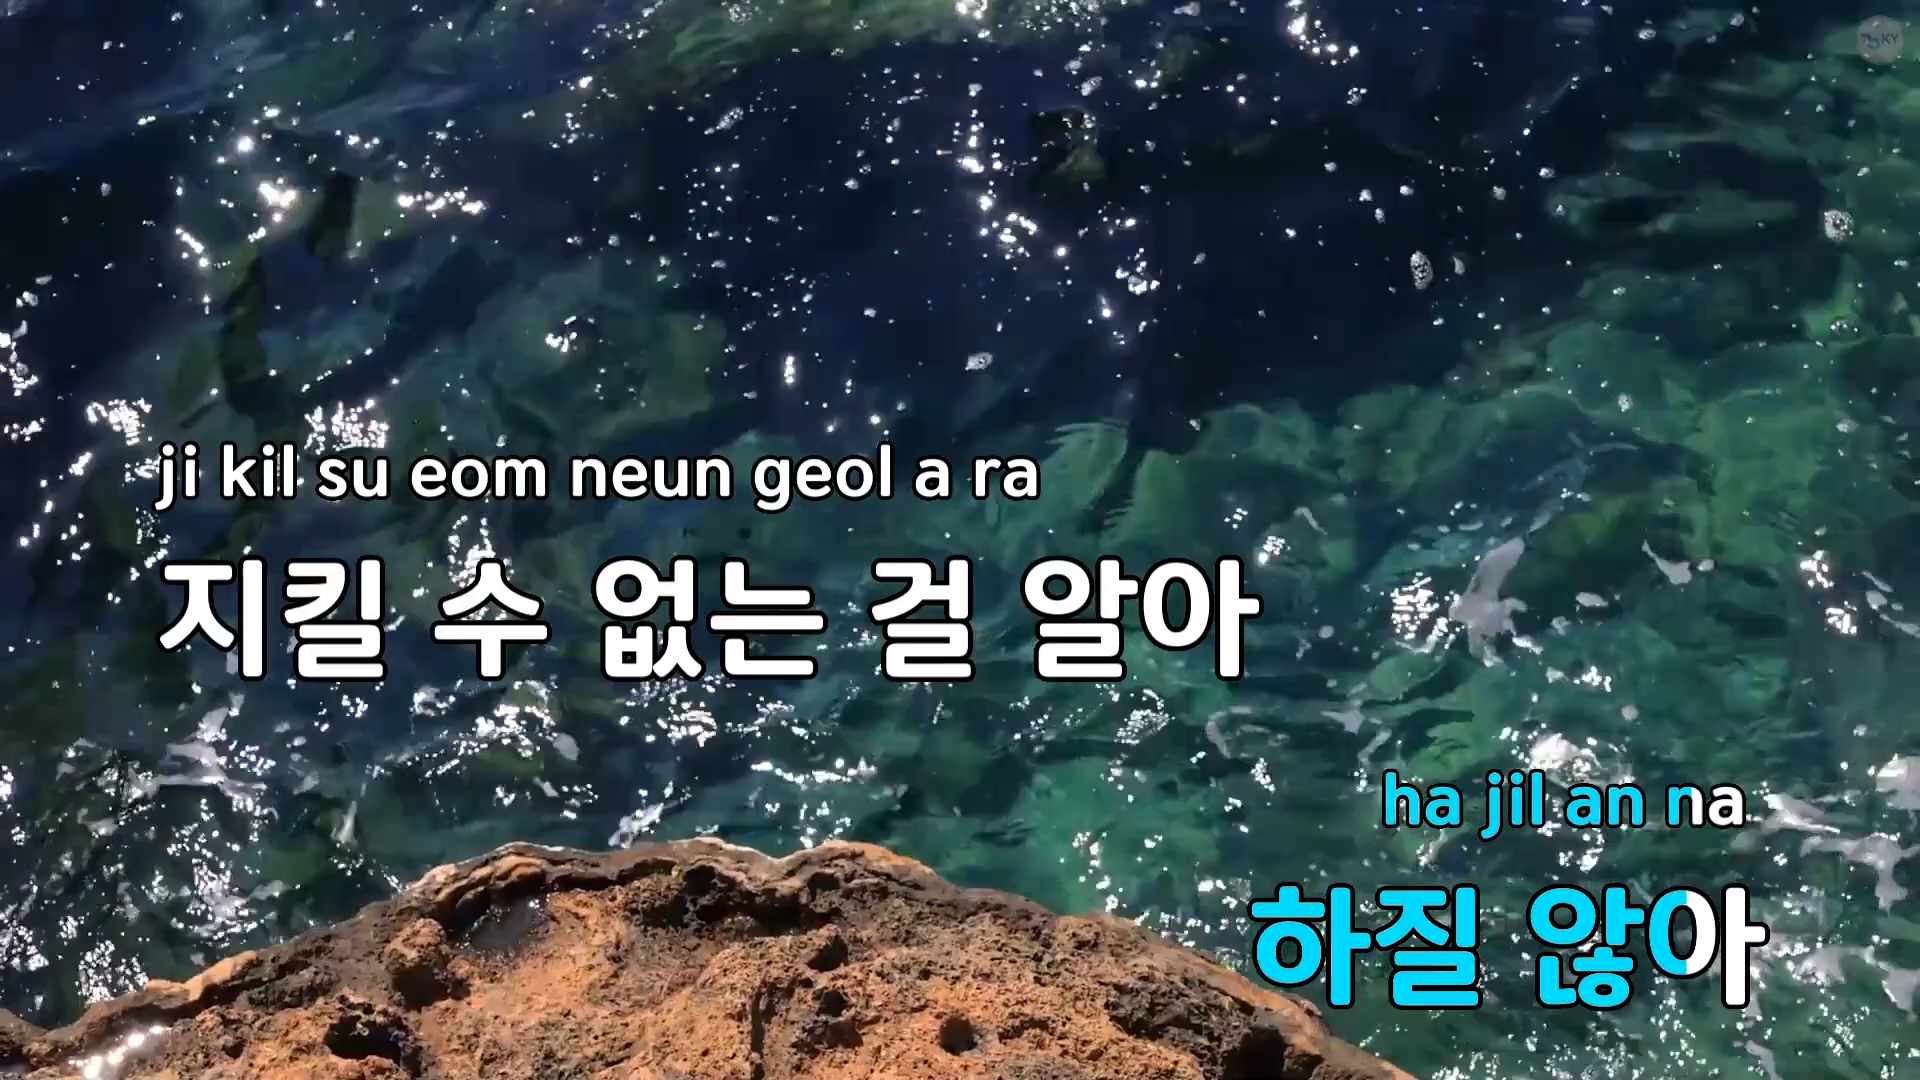 KY
ji kil su eom neun geol a ra
지킬 수 없는 걸 알아
ha jil an na
하질 않아